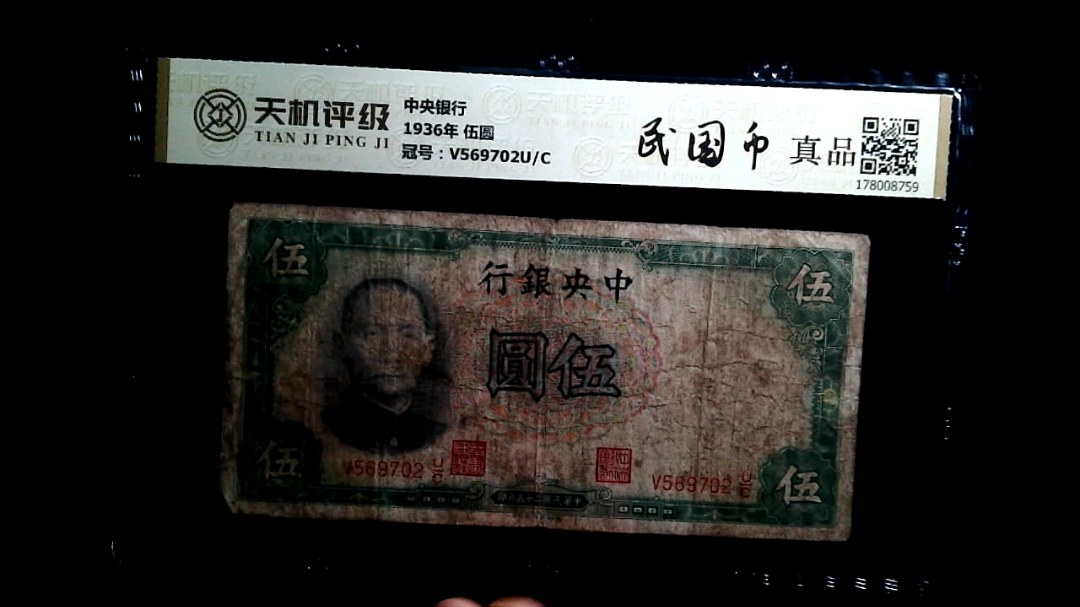 天机评级
TIAN JI PING JI
中央银行
1936年 伍圆
冠号：V569702U/C
民国币 真品
178008759
伍
伍
行銀央中
圓伍
V569702 U/C
V569702 U/C
伍
伍